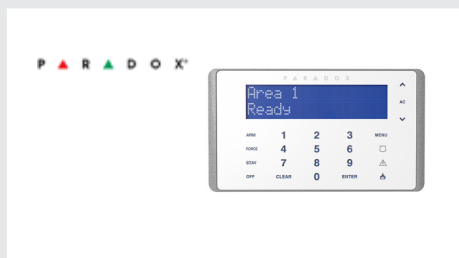 PARADOX
PARADOX
Area 1
Ready
AC
ARM 1 2 3 MENU
FORCE 4 5 6
STAY 7 8 9
OFF CLEAR 0 ENTER